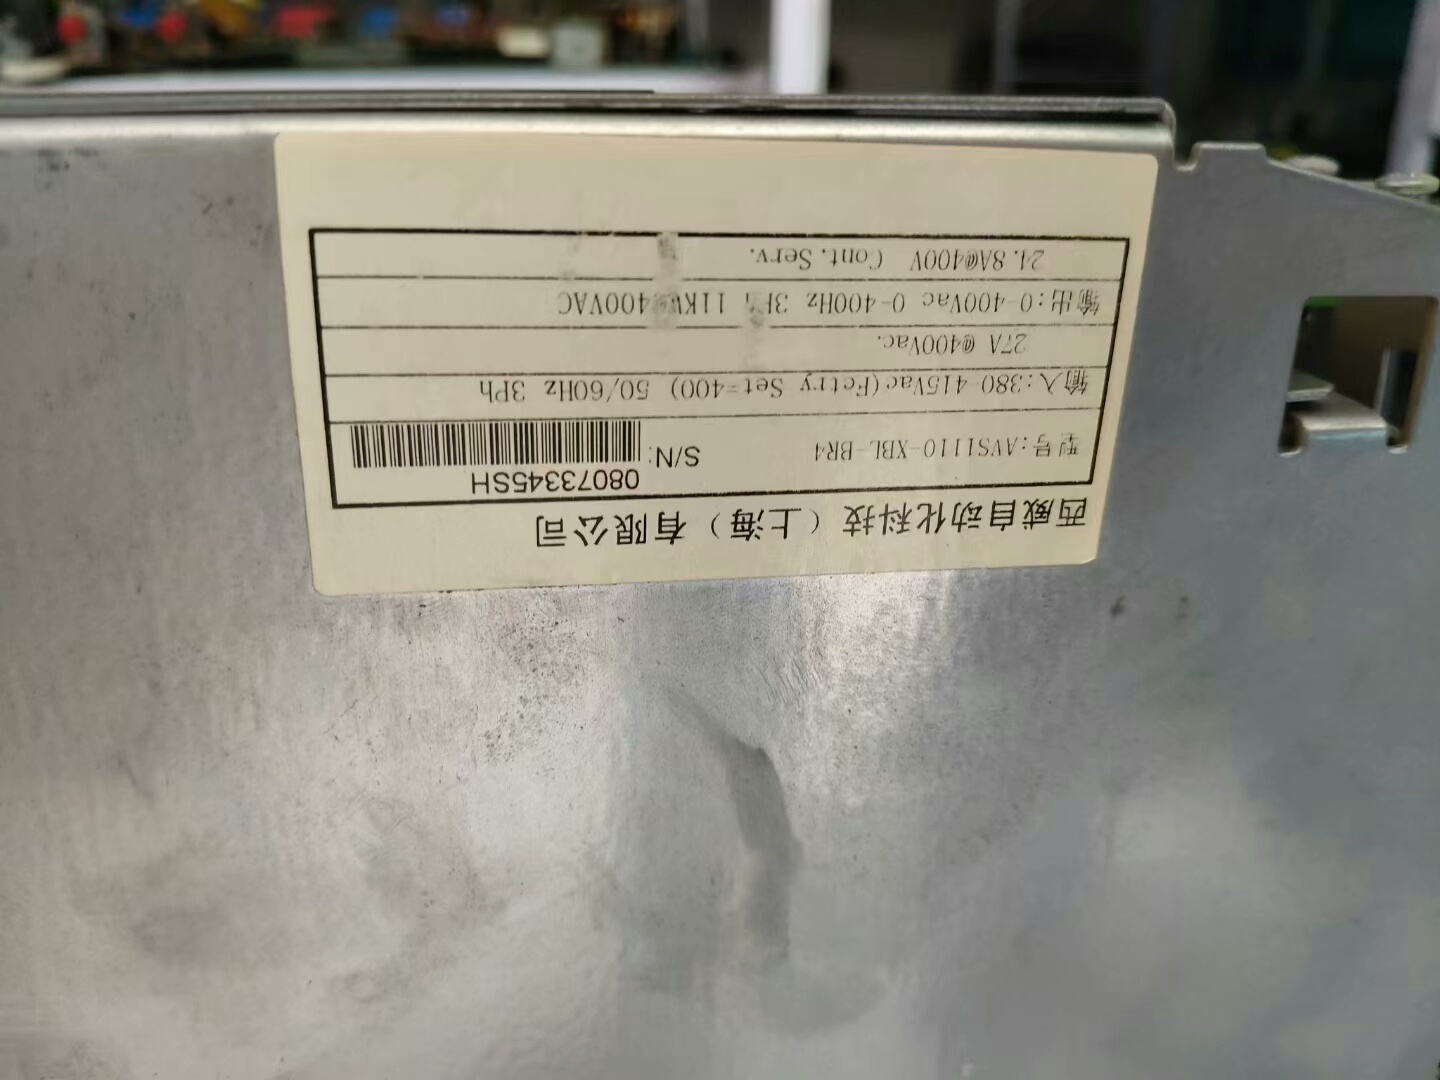 西威自动化科技（上海）有限公司
型号:AVS1110-XBL-BR4
S/N:
08073345SH
输入:380-415Vac(Fctry Set=400) 50/60Hz 3Ph
27A @400Vac.
输出:0-400Vac 0-400Hz 3Ph 11KW@400VAC
24.8A@400V Cont.Serv.